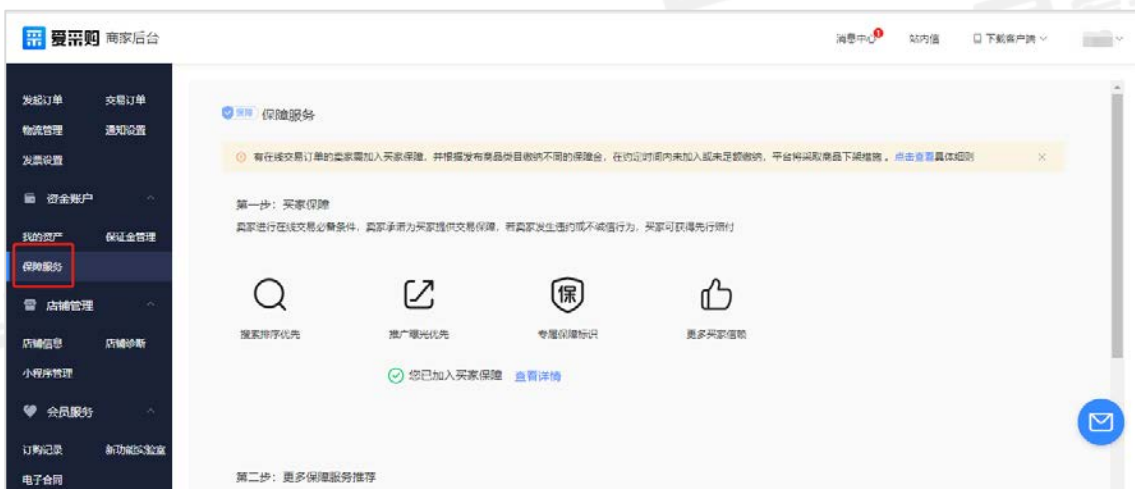 爱采购 商家后台
消息中心 1 站内信 下载客户端
发起订单 交易订单
物流管理 通知设置
发票设置
资金账户
我的资产 保证金管理
保障服务
店铺管理
店铺信息 店铺诊断
小程序管理
会员服务
订购记录 新功能实验室
电子合同
保障 保障服务
有在线交易订单的卖家需加入买家保障，并根据发布商品类目缴纳不同的保障金，在约定时间内未加入或未足额缴纳，平台将采取商品下架措施。点击查看具体细则
第一步：买家保障
卖家进行在线交易必备条件，卖家承诺为买家提供交易保障，若卖家发生违约或不诚信行为，买家可获得先行赔付
保
搜索排序优先 推广曝光优先 专属保障标识 更多买家信赖
您已加入买家保障 查看详情
第二步：更多保障服务推荐